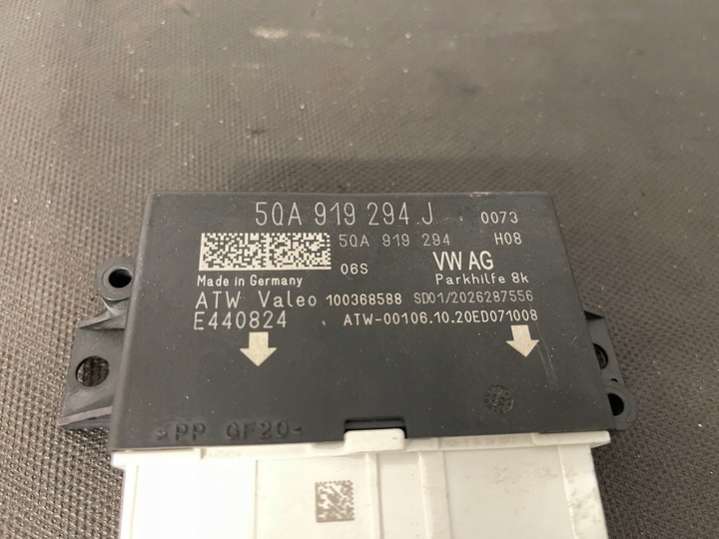 5QA 919 294 J 0073
5QA 919 294 H08
06S VW AG
Made in Germany Parkhilfe 8k
ATW Valeo 100368588 SD01/2026287556
E440824 ATW-00106.10.20ED071008
>PP GF20<